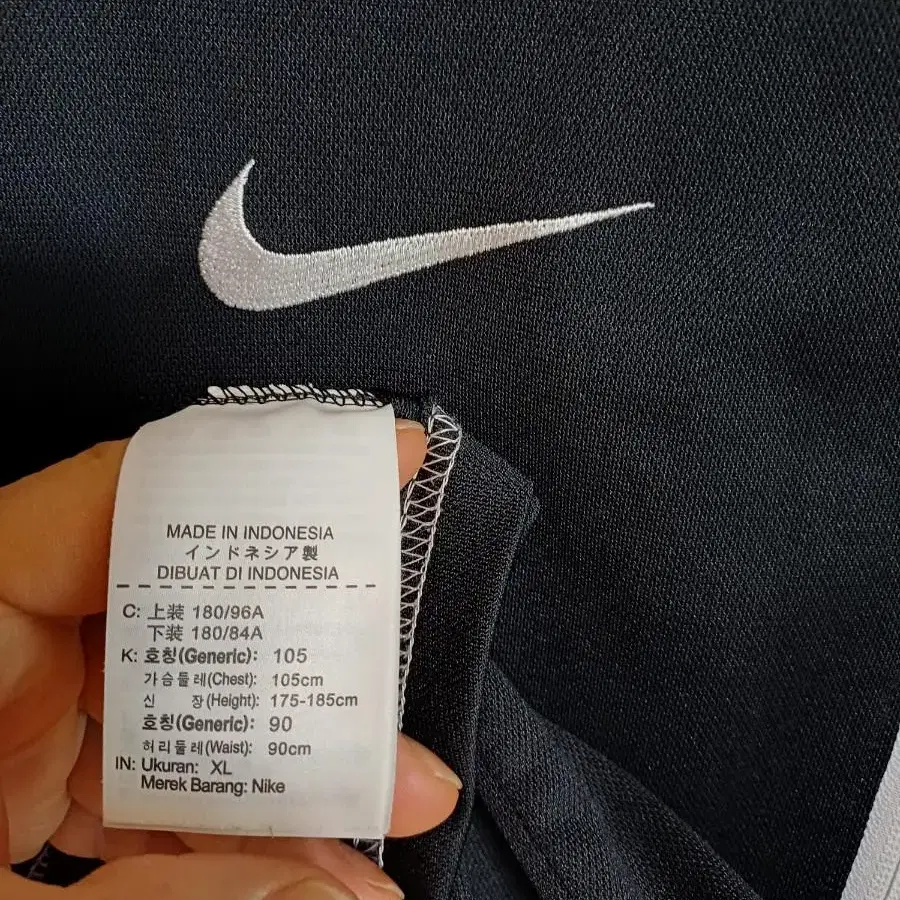 MADE IN INDONESIA
インドネシア製
DIBUAT DI INDONESIA
C: 上装 180/96A
下装 180/84A
K: 호칭(Generic): 105
가슴둘레(Chest): 105cm
신 장(Height): 175-185cm
호칭(Generic): 90
허리둘레(Waist): 90cm
IN: Ukuran: XL
Merek Barang: Nike